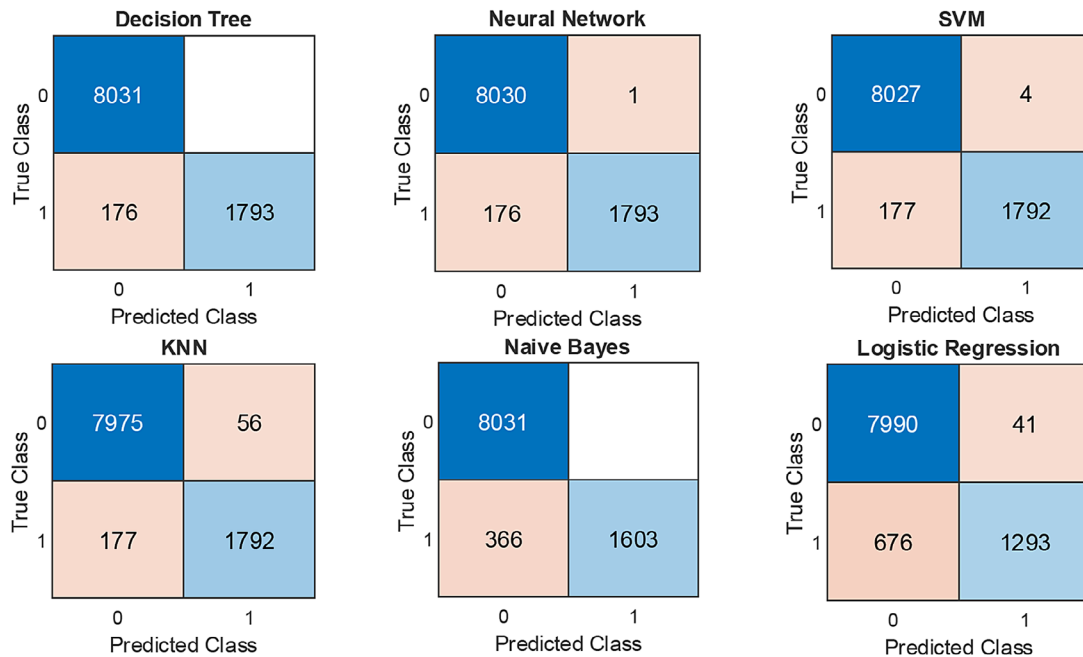 Decision Tree
0
8031
1
176 1793
0 1
True Class
Predicted Class
Neural Network
0
8030 1
1
176 1793
0 1
True Class
Predicted Class
SVM
0
8027 4
1
177 1792
0 1
True Class
Predicted Class
KNN
0
7975 56
1
177 1792
0 1
True Class
Predicted Class
Naive Bayes
0
8031
1
366 1603
0 1
True Class
Predicted Class
Logistic Regression
0
7990 41
1
676 1293
0 1
True Class
Predicted Class